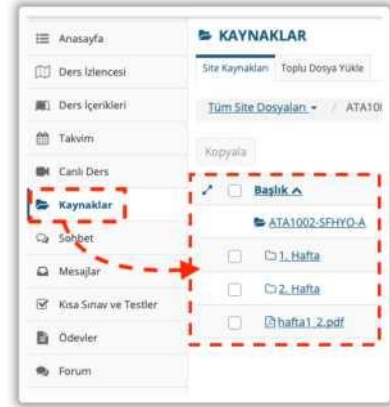 Anasayfa
Ders İzlencesi
Ders İçerikleri
Takvim
Canlı Ders
Kaynaklar
Sohbet
Mesajlar
Kısa Sınav ve Testler
Ödevler
Forum
KAYNAKLAR
Site Kaynakları Toplu Dosya Yükle
Tüm Site Dosyaları / ATA10
Kopyala
Başlık
ATA1002-SFHYO-A
1. Hafta
2. Hafta
hafta1_2.pdf